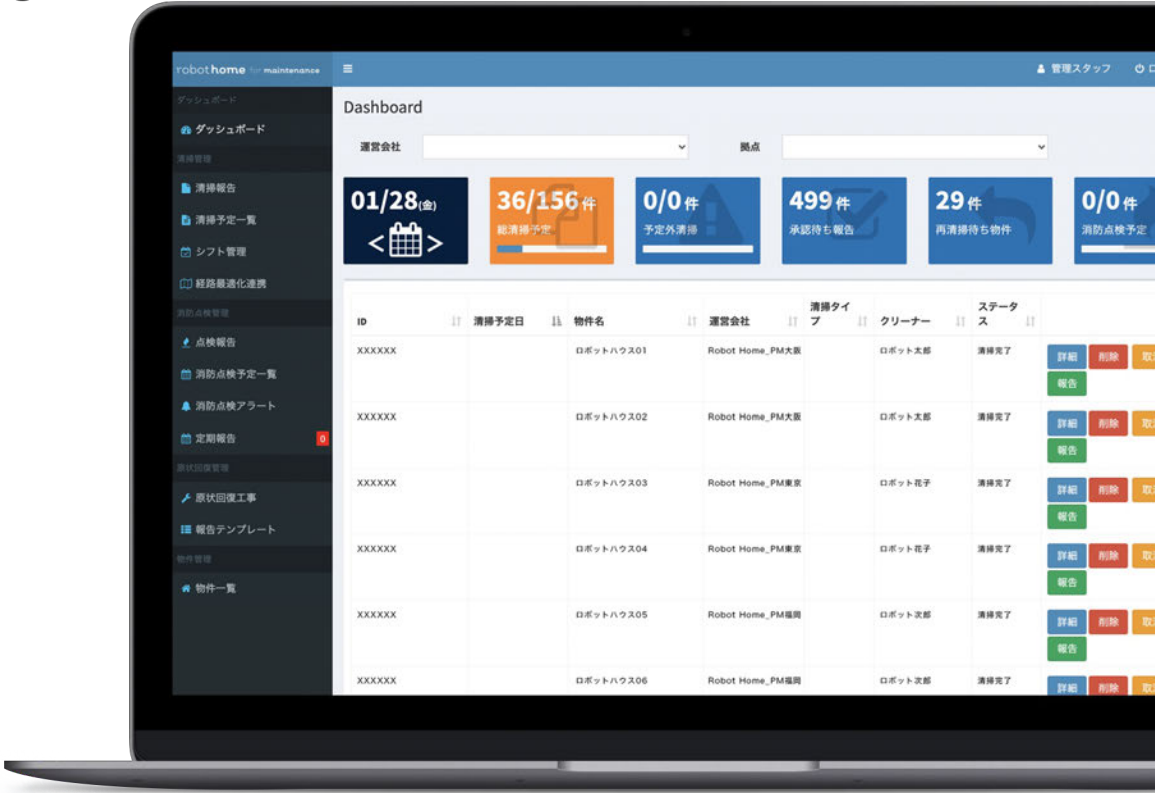 robot home for maintenance
管理スタッフ
ダッシュボード
Dashboard
ダッシュボード
運営会社
拠点
清掃管理
清掃報告
清掃予定一覧
シフト管理
経路最適化連携
消防点検管理
点検報告
消防点検予定一覧
消防点検アラート
定期報告 0
原状回復管理
原状回復工事
報告テンプレート
物件管理
物件一覧
01/28(金)
< >
36/156件
総清掃予定
0/0件
予定外清掃
499件
承認待ち報告
29件
再清掃待ち物件
0/0件
消防点検予定
ID 清掃予定日 物件名 運営会社 清掃タイプ クリーナー ステータス
XXXXXX ロボットハウス01 Robot Home_PM大阪 ロボット太郎 清掃完了 詳細 削除
報告
XXXXXX ロボットハウス02 Robot Home_PM大阪 ロボット太郎 清掃完了 詳細 削除
報告
XXXXXX ロボットハウス03 Robot Home_PM東京 ロボット花子 清掃完了 詳細 削除
報告
XXXXXX ロボットハウス04 Robot Home_PM東京 ロボット花子 清掃完了 詳細 削除
報告
XXXXXX ロボットハウス05 Robot Home_PM福岡 ロボット次郎 清掃完了 詳細 削除
報告
XXXXXX ロボットハウス06 Robot Home_PM福岡 ロボット次郎 清掃完了 詳細 削除